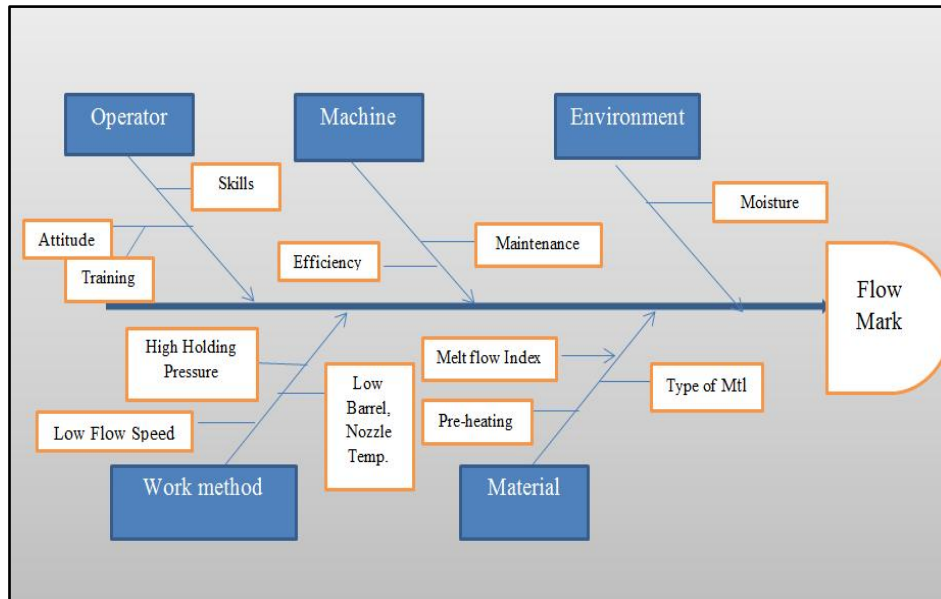 Operator
Machine
Environment
Skills
Moisture
Attitude
Maintenance
Efficiency
Training
Flow
Mark
High Holding
Pressure
Melt flow Index
Low
Barrel,
Nozzle
Temp.
Type of Mtl
Low Flow Speed
Pre-heating
Work method
Material